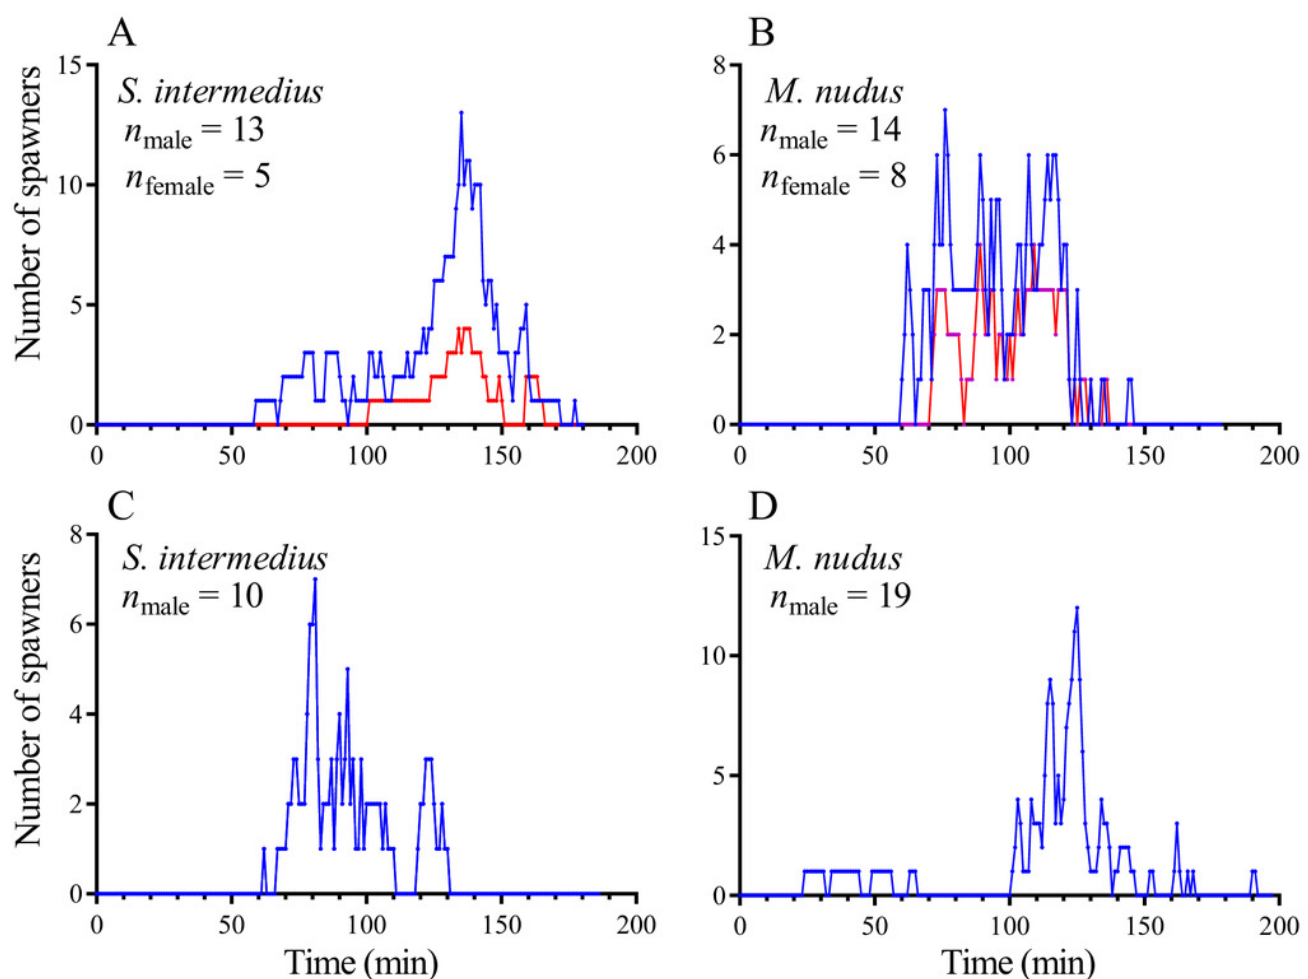 A
B
Number of spawners
15
10
5
0
S. intermedius
nmale = 13
nfemale = 5
0
50
100
150
200
8
6
4
2
0
M. nudus
nmale = 14
nfemale = 8
0
50
100
150
200
C
D
Number of spawners
8
6
4
2
0
S. intermedius
nmale = 10
0
50
100
150
200
Time (min)
15
10
5
0
M. nudus
nmale = 19
0
50
100
150
200
Time (min)